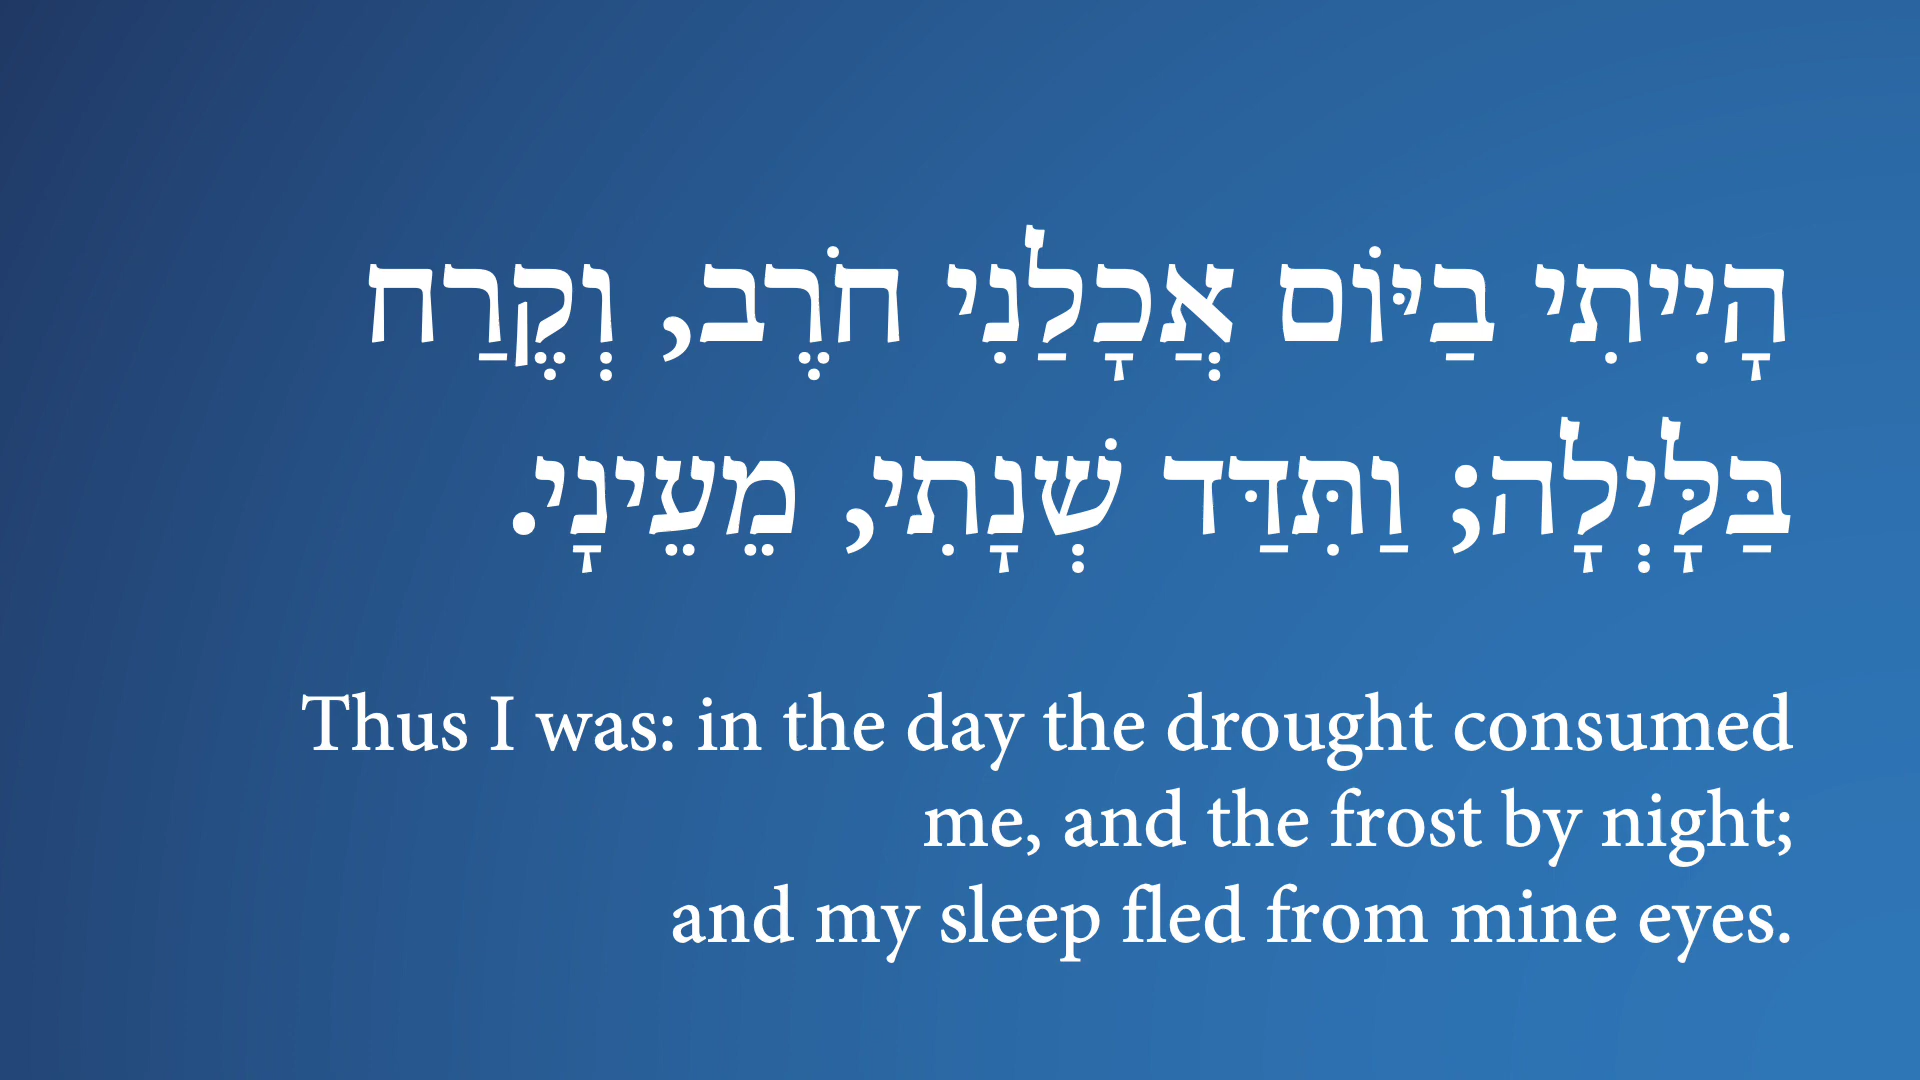 הָיִיתִי בַיּוֹם אֲכָלַנִי חֹרֶב, וְקֶרַח
בַּלָּיְלָה; וַתִּדַּד שְׁנָתִי, מֵעֵינָי.
Thus I was: in the day the drought consumed
me, and the frost by night;
and my sleep fled from mine eyes.